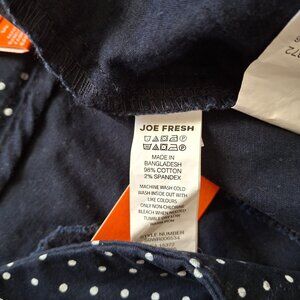 JOE FRESH
MADE IN
BANGLADESH
98% COTTON
2% SPANDEX
MACHINE WASH COLD
WASH INSIDE OUT WITH
LIKE COLOURS
ONLY NON-CHLORINE
BLEACH WHEN NEEDED
TUMBLE DRY LOW
STYLE NUMBER